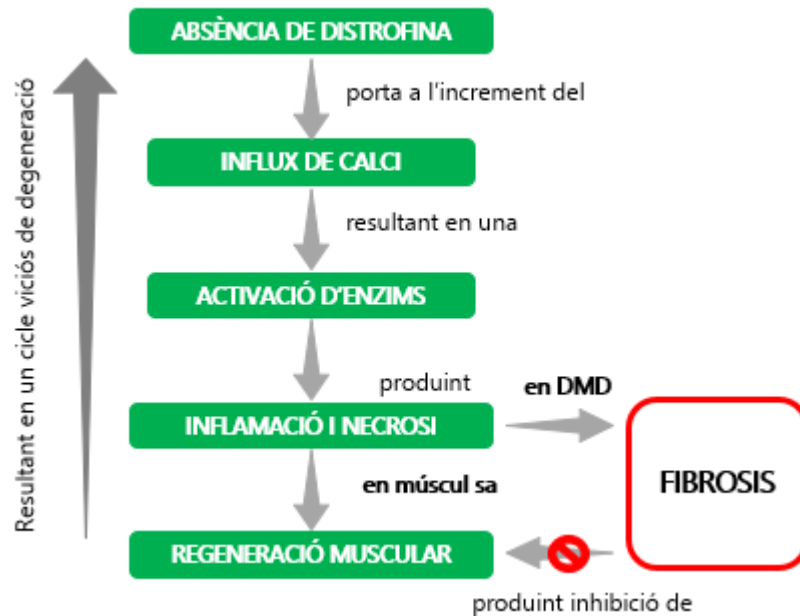 ABSÈNCIA DE DISTROFINA
porta a l'increment del
INFLUX DE CALCI
resultant en una
ACTIVACIÓ D'ENZIMS
produint
en DMD
INFLAMACIÓ I NECROSI
FIBROSIS
en múscul sa
REGENERACIÓ MUSCULAR
produint inhibició de
Resultant en un cicle viciós de degeneració